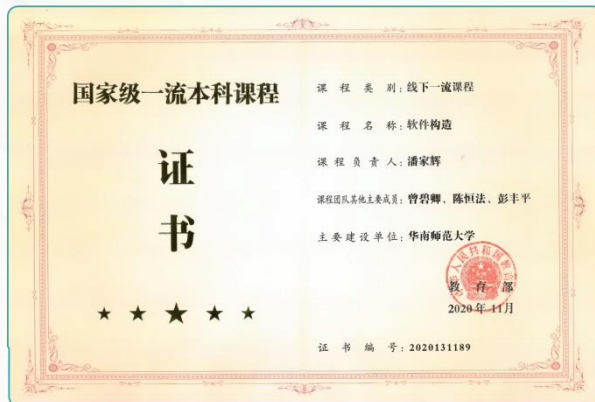 国家级一流本科课程
证
书
课程类别：线下一流课程
课程名称：软件构造
课程负责人：潘家辉
课程团队其他主要成员：曾碧卿、陈恒法、彭丰平
主要建设单位：华南师范大学
教育部
2020年11月
证书编号：2020131189